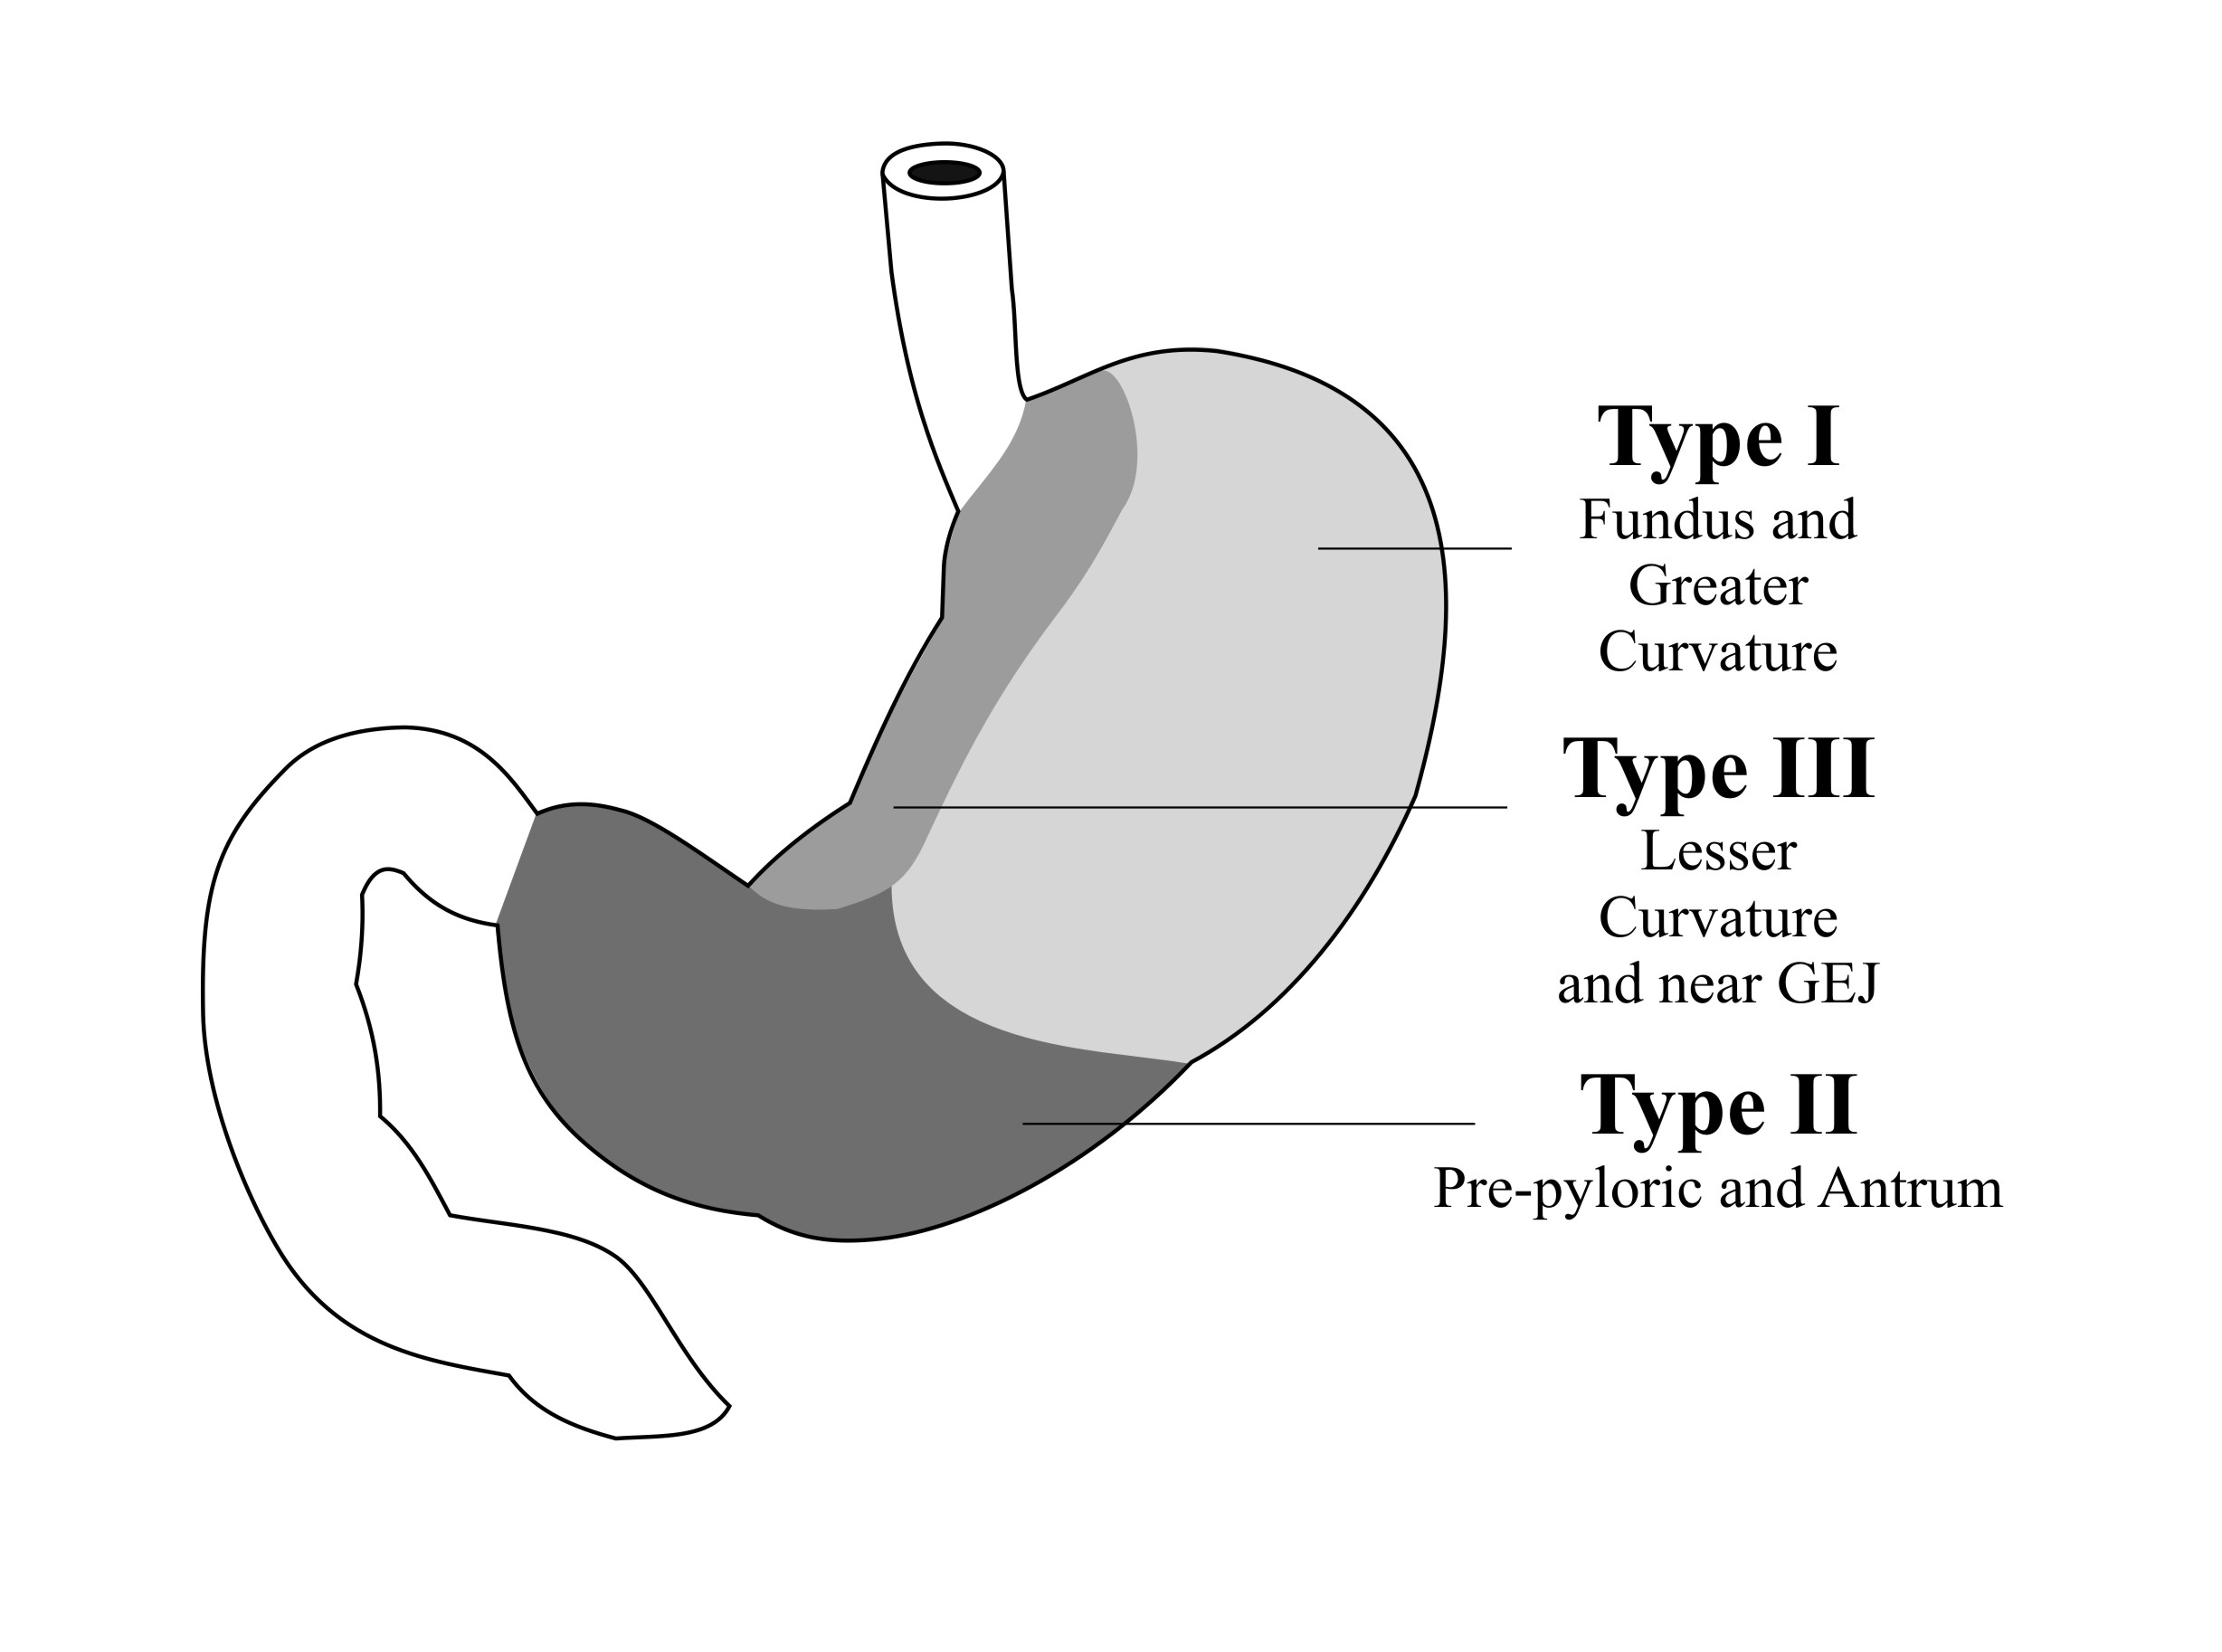 Type I
Fundus and
Greater
Curvature
Type III
Lesser
Curvature
and near GEJ
Type II
Pre-pyloric and Antrum